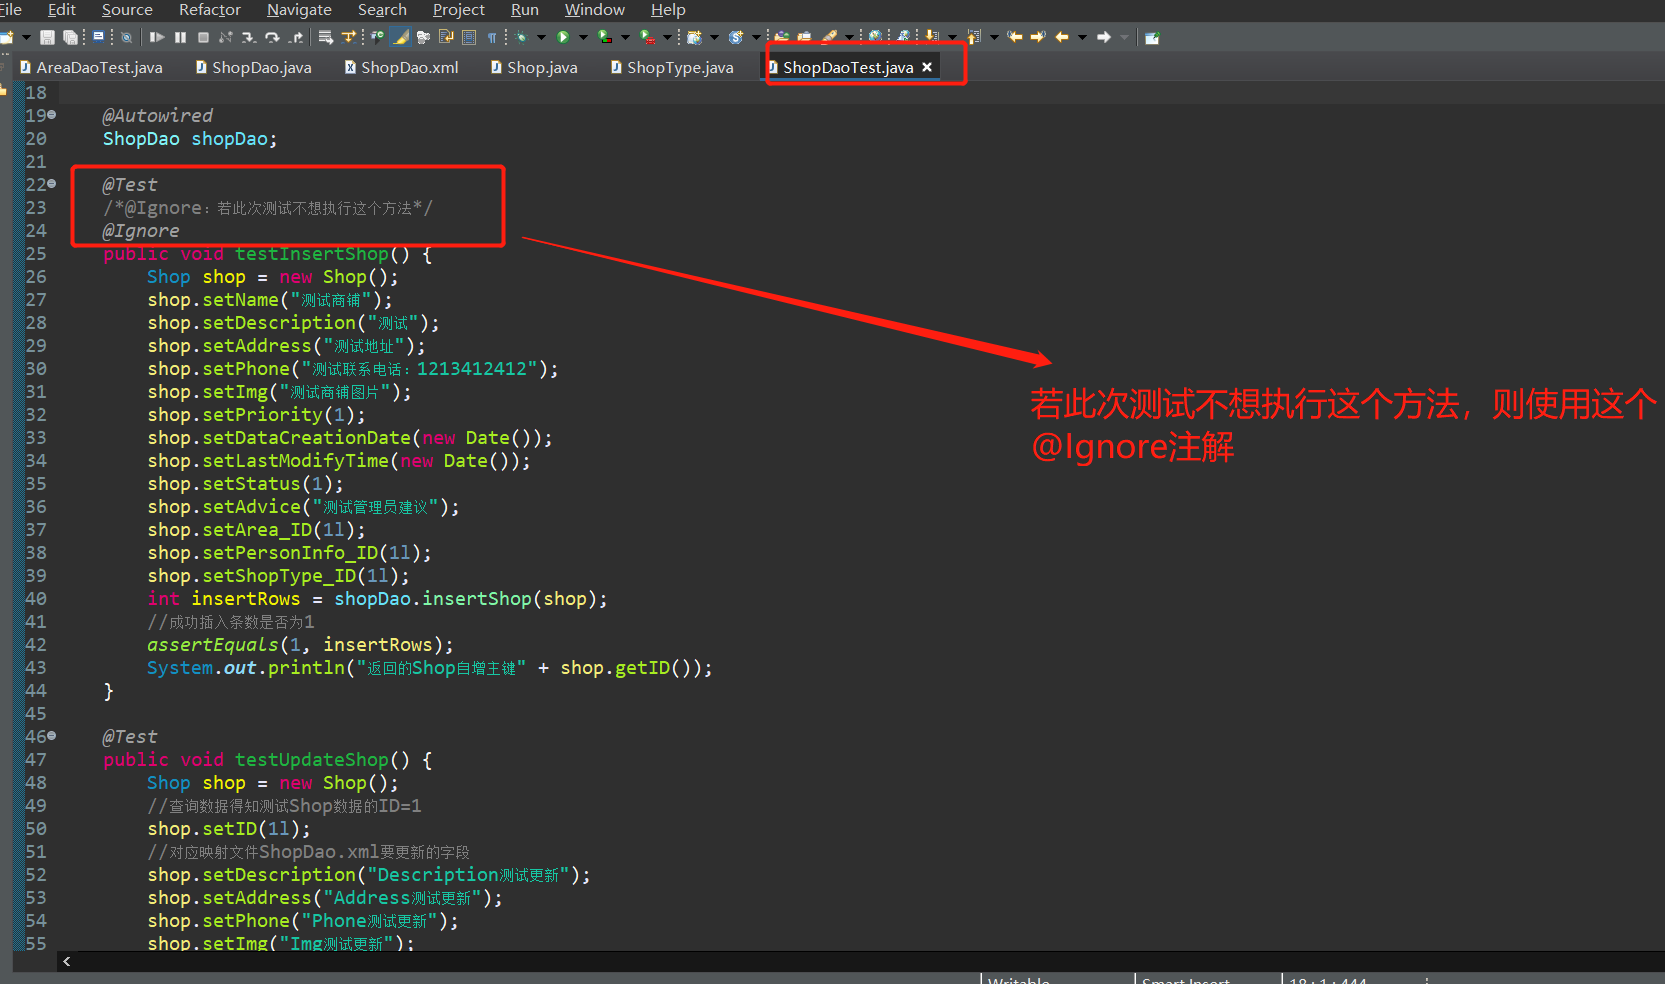 File Edit Source Refactor Navigate Search Project Run Window Help
AreaDaoTest.java ShopDao.java ShopDao.xml Shop.java ShopType.java ShopDaoTest.java
18
19 @Autowired
20 ShopDao shopDao;
21
22 @Test
23 /*@Ignore：若此次测试不想执行这个方法*/
24 @Ignore
25 public void testInsertShop() {
26 Shop shop = new Shop();
27 shop.setName("测试商铺");
28 shop.setDescription("测试");
29 shop.setAddress("测试地址");
30 shop.setPhone("测试联系电话：1213412412");
31 shop.setImg("测试商铺图片");
32 shop.setPriority(1);
33 shop.setDataCreationDate(new Date());
34 shop.setLastModifyTime(new Date());
35 shop.setStatus(1);
36 shop.setAdvice("测试管理员建议");
37 shop.setArea_ID(1l);
38 shop.setPersonInfo_ID(1l);
39 shop.setShopType_ID(1l);
40 int insertRows = shopDao.insertShop(shop);
41 //成功插入条数是否为1
42 assertEquals(1, insertRows);
43 System.out.println("返回的Shop自增主键" + shop.getID());
44 }
45
46 @Test
47 public void testUpdateShop() {
48 Shop shop = new Shop();
49 //查询数据得知测试Shop数据的ID=1
50 shop.setID(1l);
51 //对应映射文件ShopDao.xml要更新的字段
52 shop.setDescription("Description测试更新");
53 shop.setAddress("Address测试更新");
54 shop.setPhone("Phone测试更新");
55 shop.setImg("Img测试更新");
若此次测试不想执行这个方法，则使用这个
@Ignore注解
Writable Smart Insert 18 : 1 : 444